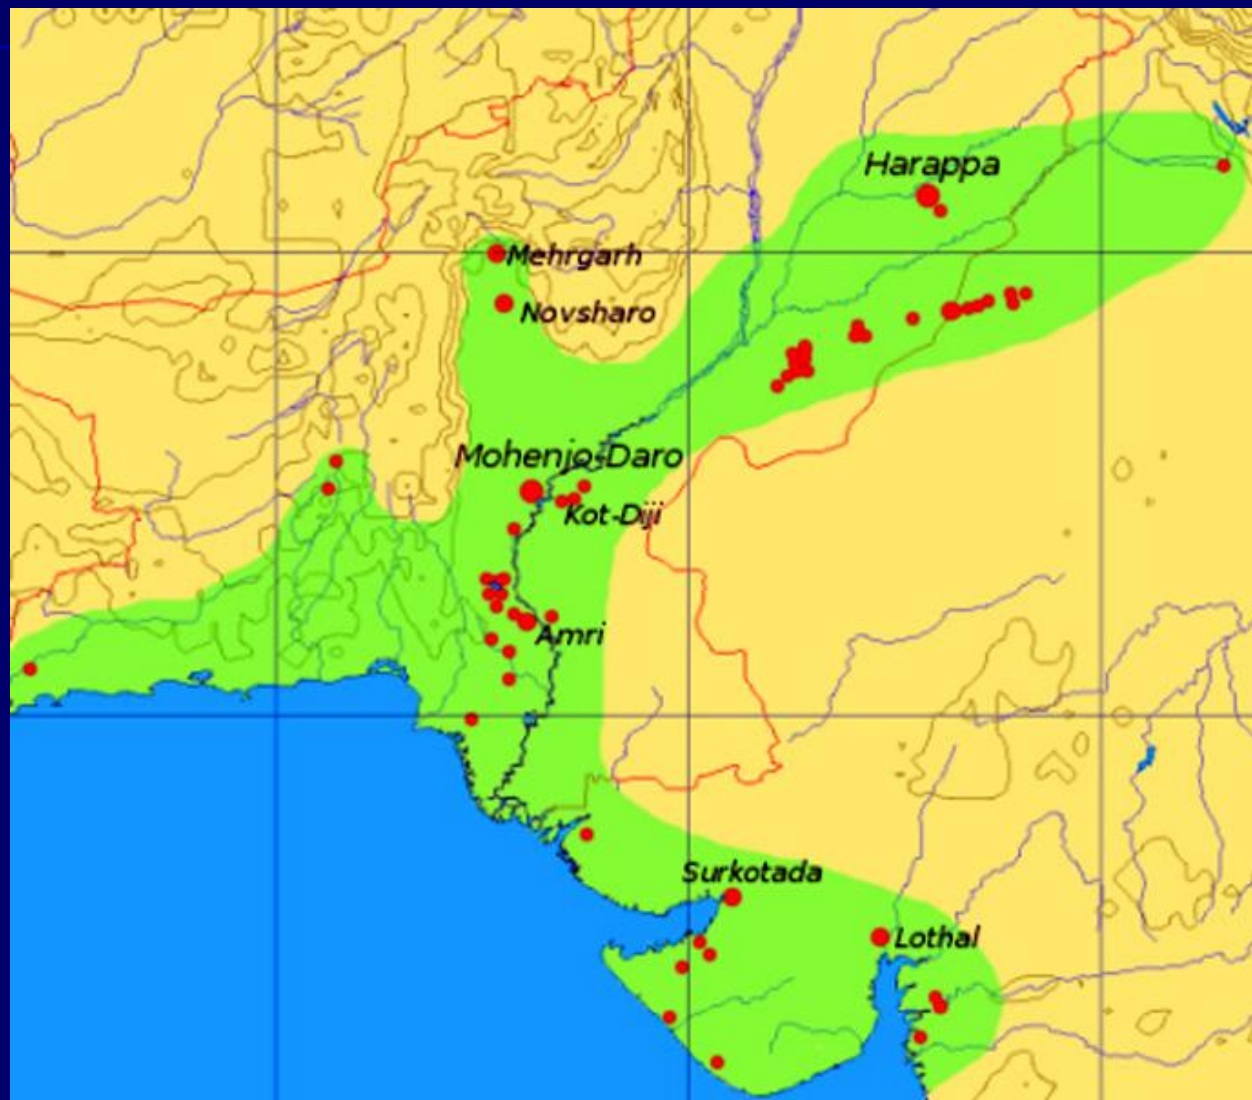 Harappa
Mehrgarh
Novsharo
Mohenjo-Daro
Kot-Diji
Amri
Surkotada
Lothal